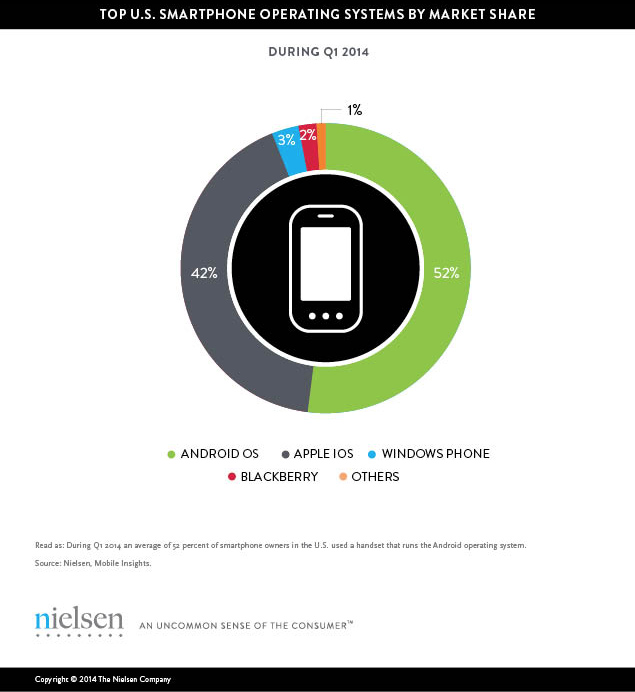 TOP U.S. SMARTPHONE OPERATING SYSTEMS BY MARKET SHARE
DURING Q1 2014
1%
3% 2%
42%
52%
ANDROID OS APPLE IOS WINDOWS PHONE
BLACKBERRY OTHERS
Read as: During Q1 2014 an average of 52 percent of smartphone owners in the U.S. used a handset that runs the Android operating system.
Source: Nielsen, Mobile Insights.
nielsen AN UNCOMMON SENSE OF THE CONSUMER™
Copyright © 2014 The Nielsen Company